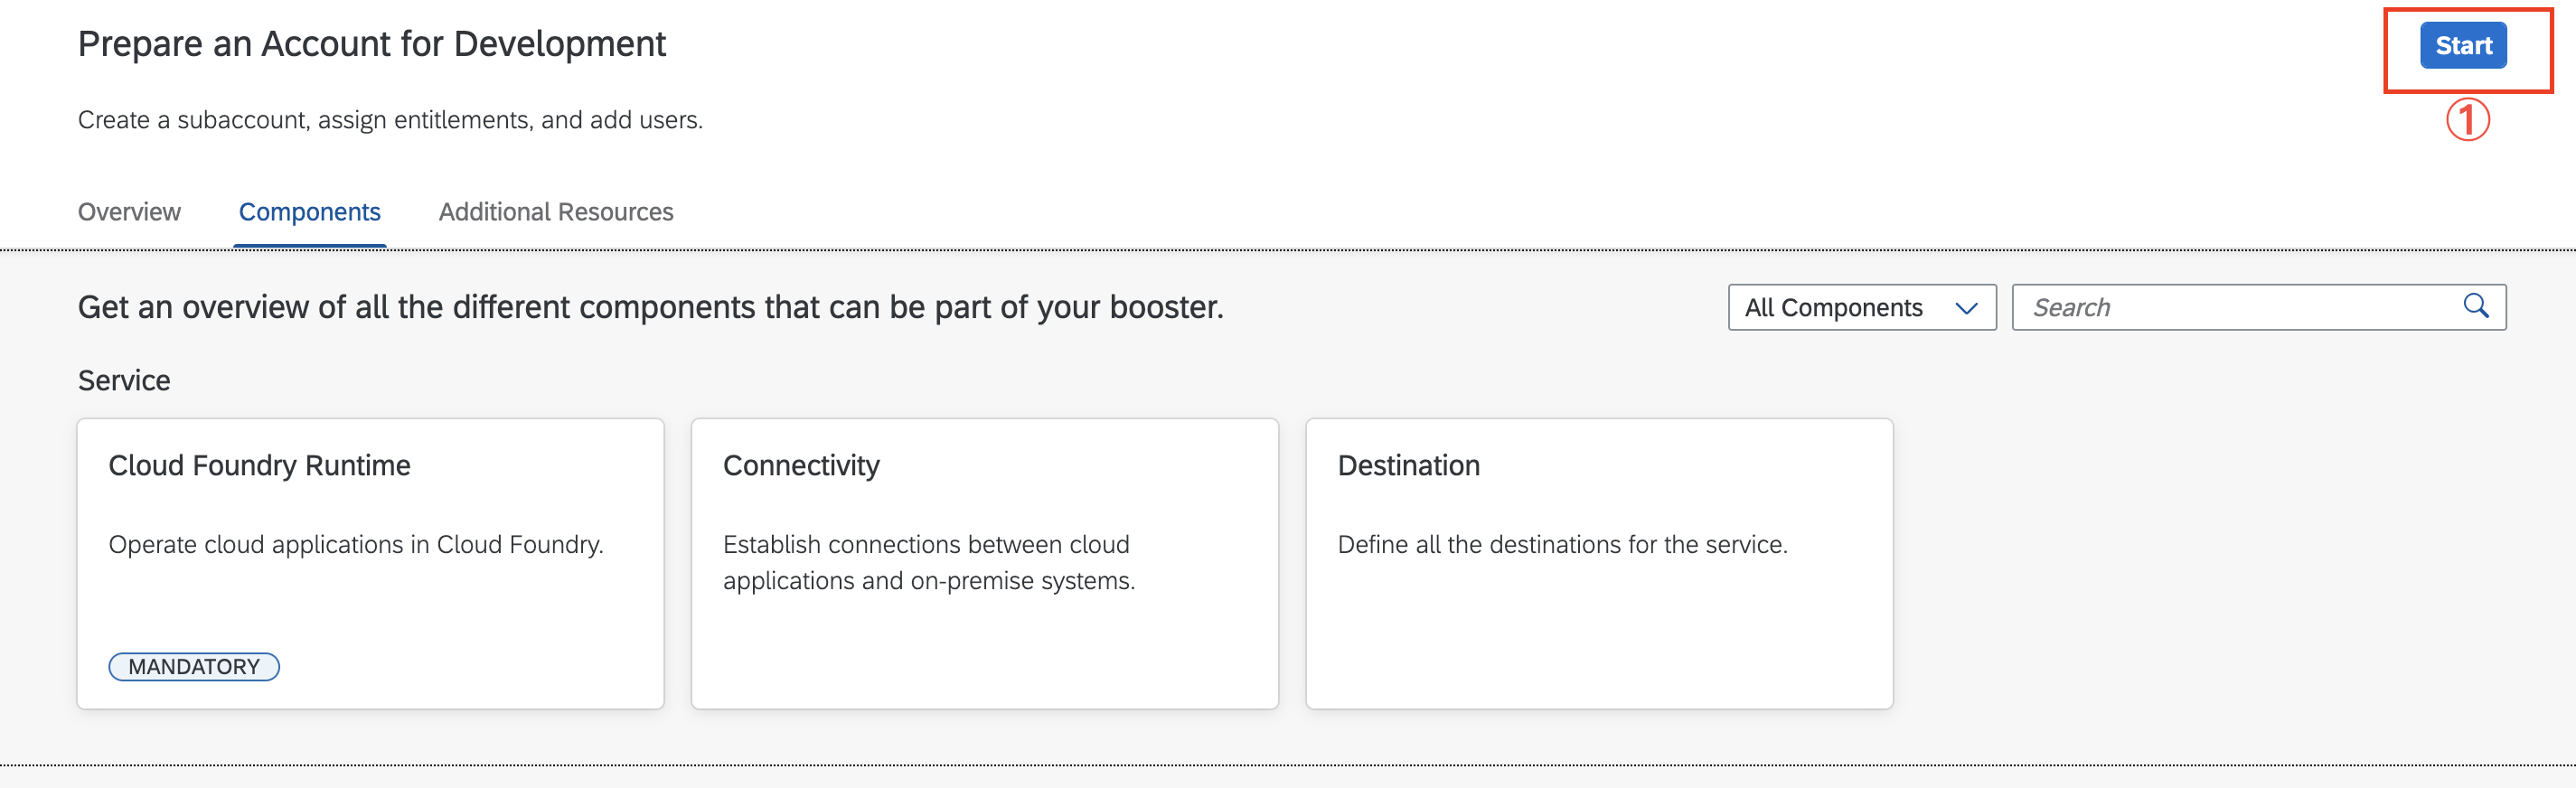 Prepare an Account for Development
Start
①
Create a subaccount, assign entitlements, and add users.
Overview
Components
Additional Resources
Get an overview of all the different components that can be part of your booster.
All Components
Search
Service
Cloud Foundry Runtime
Operate cloud applications in Cloud Foundry.
MANDATORY
Connectivity
Establish connections between cloud
applications and on-premise systems.
Destination
Define all the destinations for the service.